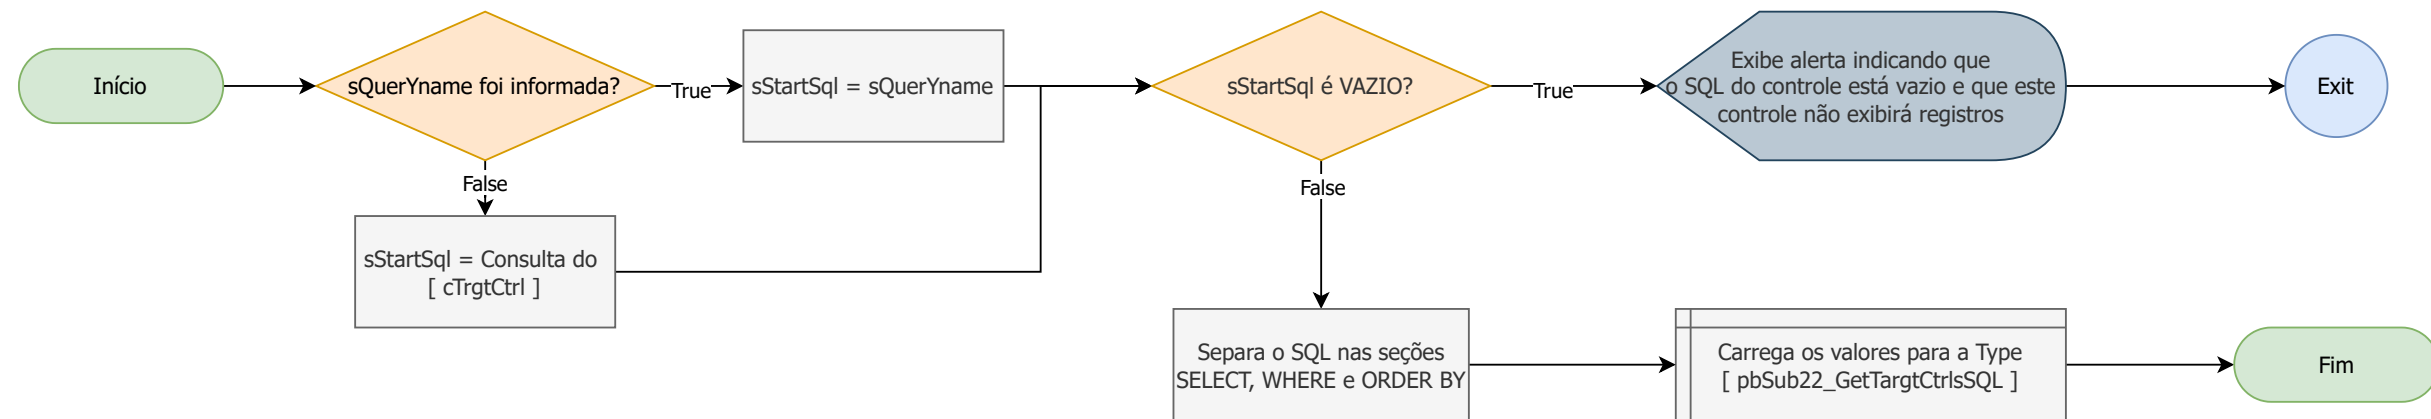 Início
sQuerYname foi informada?
True
sStartSql = sQuerYname
False
sStartSql = Consulta do
[ cTrgtCtrl ]
sStartSql é VAZIO?
True
Exibe alerta indicando que
o SQL do controle está vazio e que este
controle não exibirá registros
Exit
False
Separa o SQL nas seções
SELECT, WHERE e ORDER BY
Carrega os valores para a Type
[ pbSub22_GetTargtCtrlsSQL ]
Fim